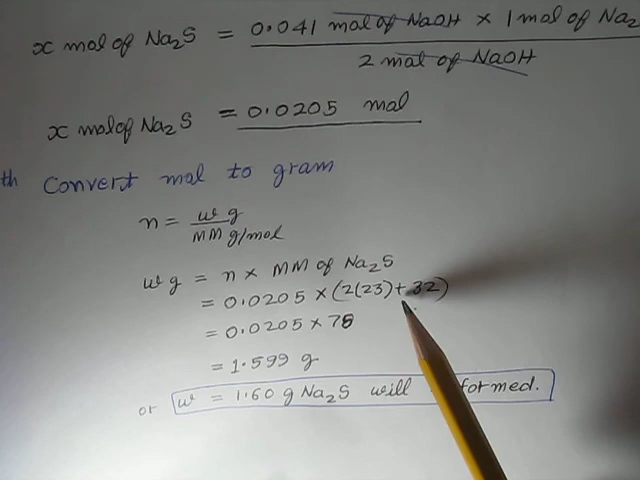 x mol of Na₂S = 0.041 mol of NaOH × 1 mol of Na₂
2 mol of NaOH
x mol of Na₂S = 0.0205 mol
th Convert mol to gram
n = w g
MM g/mol
w g = n × MM of Na₂S
= 0.0205 × (2(23)+32)
= 0.0205 × 78
= 1.599 g
or w = 1.60 g Na₂S will formed.